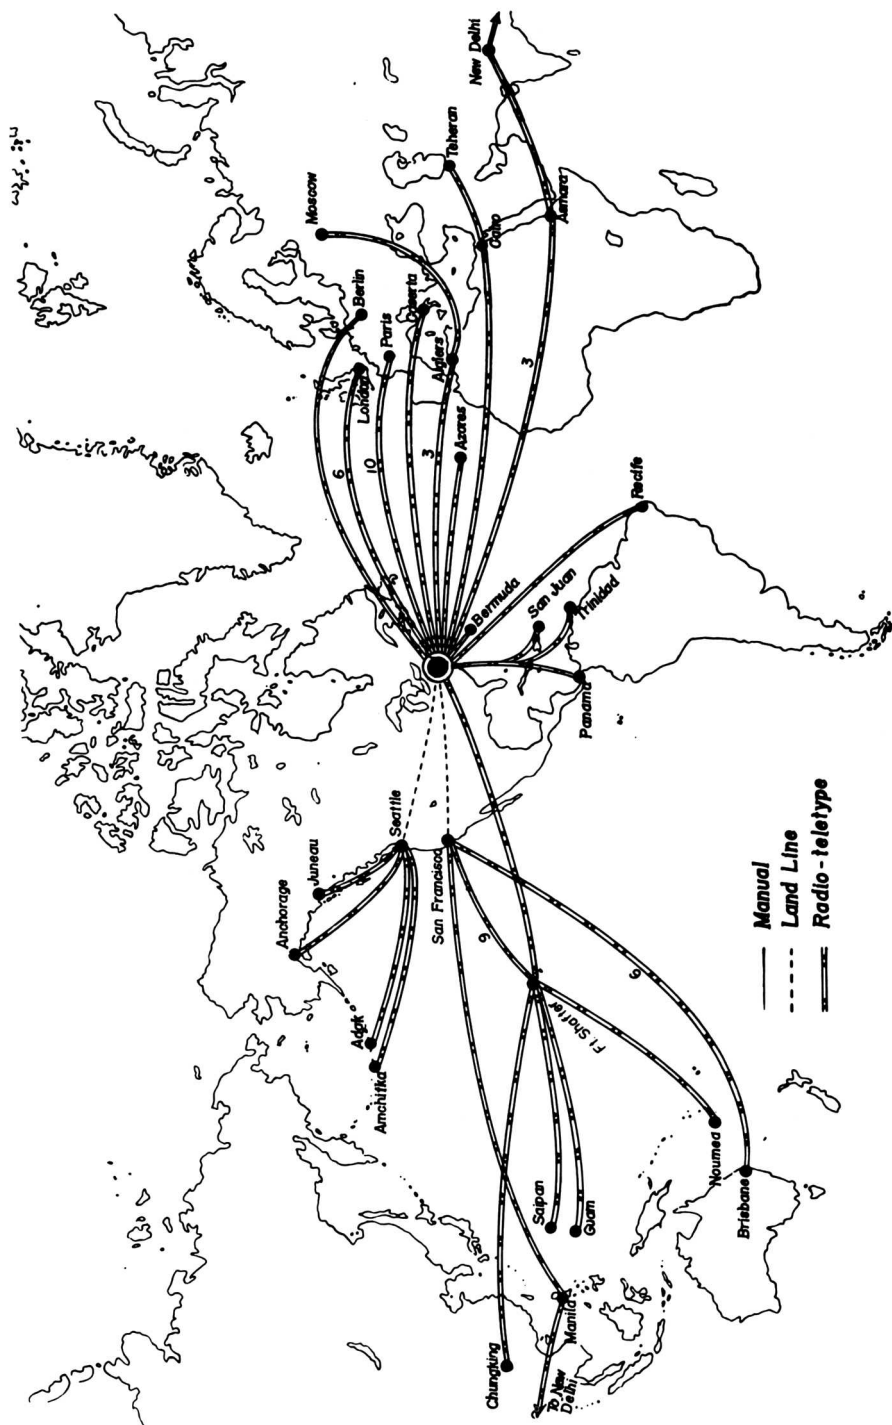 Anchorage
Juneau
Adak
Amchitka
Seattle
San Francisco
9
Ft. Shafter
6
Chungking
Saipan
Guam
Manila
To New
Delhi
Noumea
Brisbane
Moscow
Berlin
London
Paris
Caserta
Algiers
Azores
Teheran
Cairo
New Delhi
Asmara
6
10
3
3
Bermuda
San Juan
Trinidad
Panama
Recife
Manual
Land Line
Radio-teletype